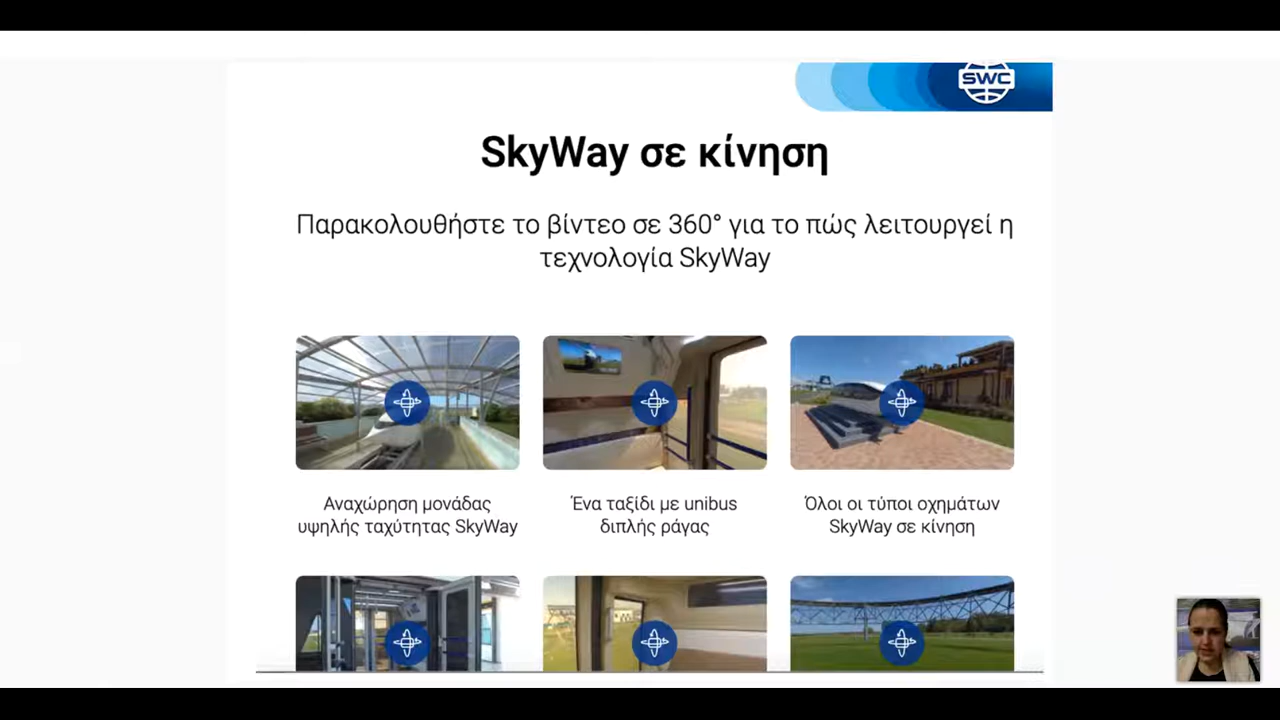 SWC
SkyWay σε κίνηση
Παρακολουθήστε το βίντεο σε 360° για το πώς λειτουργεί η
τεχνολογία SkyWay
Αναχώρηση μονάδας
υψηλής ταχύτητας SkyWay
Ένα ταξίδι με unibus
διπλής ράγας
Όλοι οι τύποι οχημάτων
SkyWay σε κίνηση